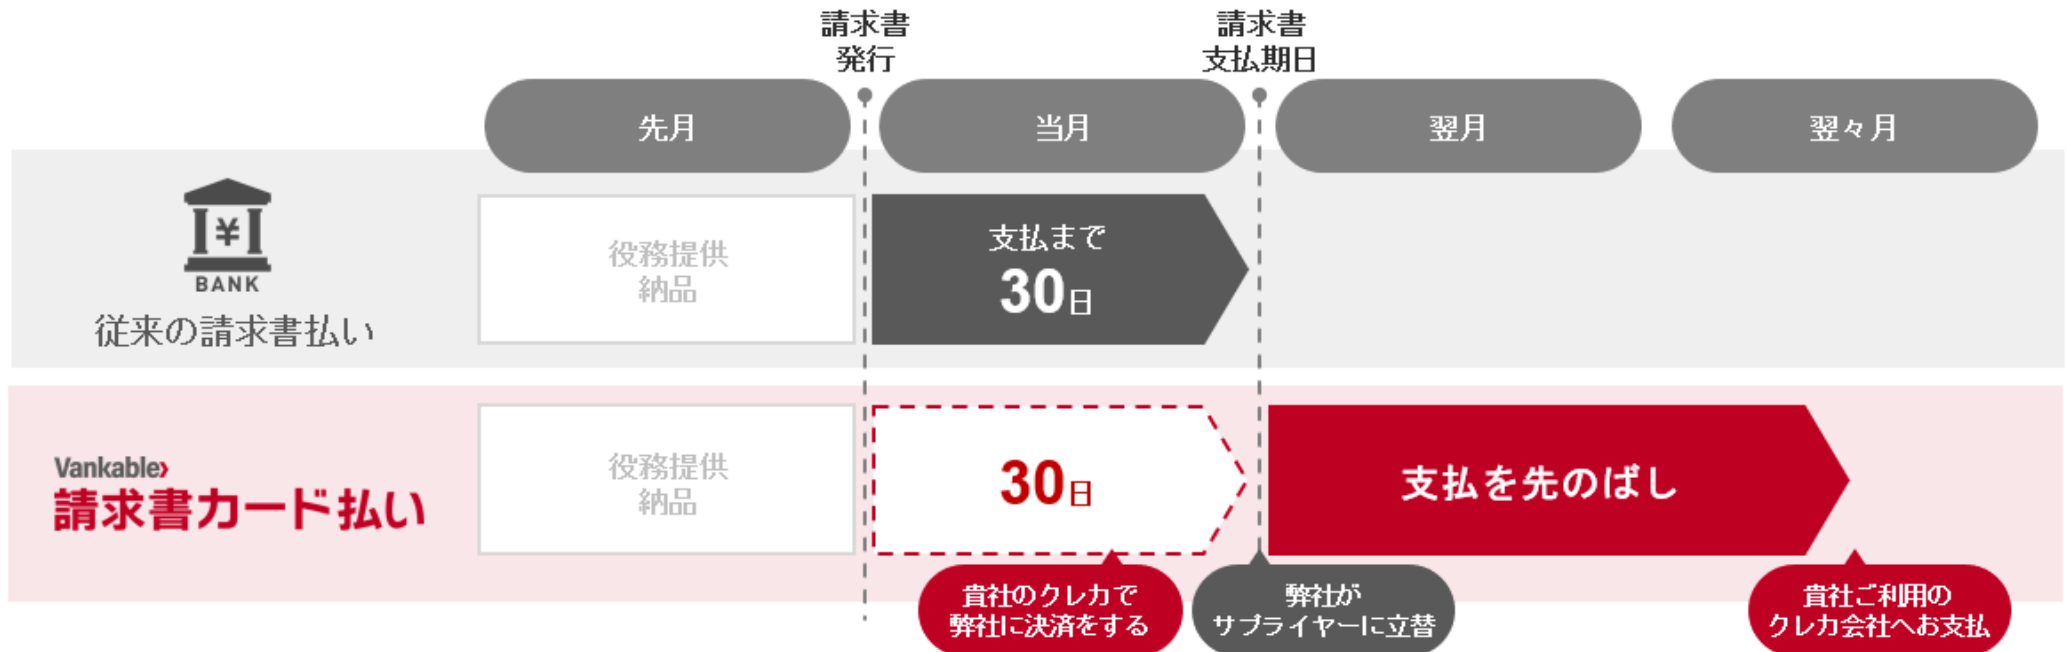 請求書
発行
請求書
支払期日
先月
当月
翌月
翌々月
¥
BANK
従来の請求書払い
役務提供
納品
支払まで
30日
Vankable
請求書カード払い
役務提供
納品
30日
支払を先のばし
貴社のクレカで
弊社に決済をする
弊社が
サプライヤーに立替
貴社ご利用の
クレカ会社へお支払